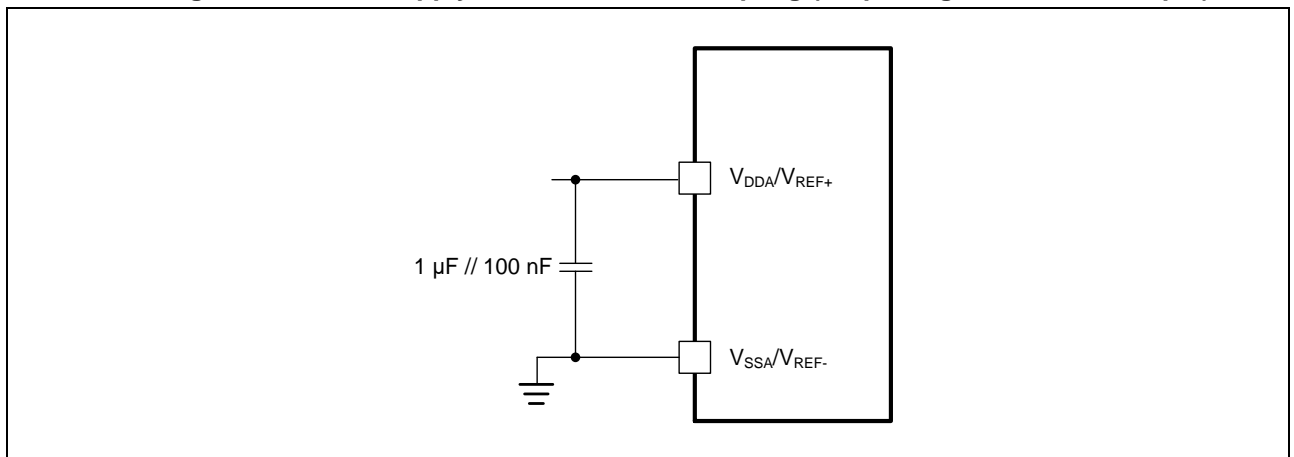 V_DDA/V_REF+
1 µF // 100 nF
V_SSA/V_REF-